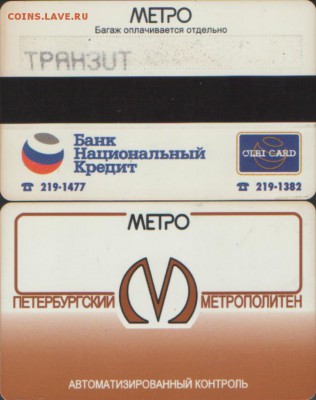 COINS.LAVE.RU
МЕТРО
Багаж оплачивается отдельно
ТРАНЗИТ
Банк
Национальный
Кредит
OLBI CARD
☎ 219-1477
☎ 219-1382
МЕТРО
ПЕТЕРБУРГСКИЙ М МЕТРОПОЛИТЕН
АВТОМАТИЗИРОВАННЫЙ КОНТРОЛЬ